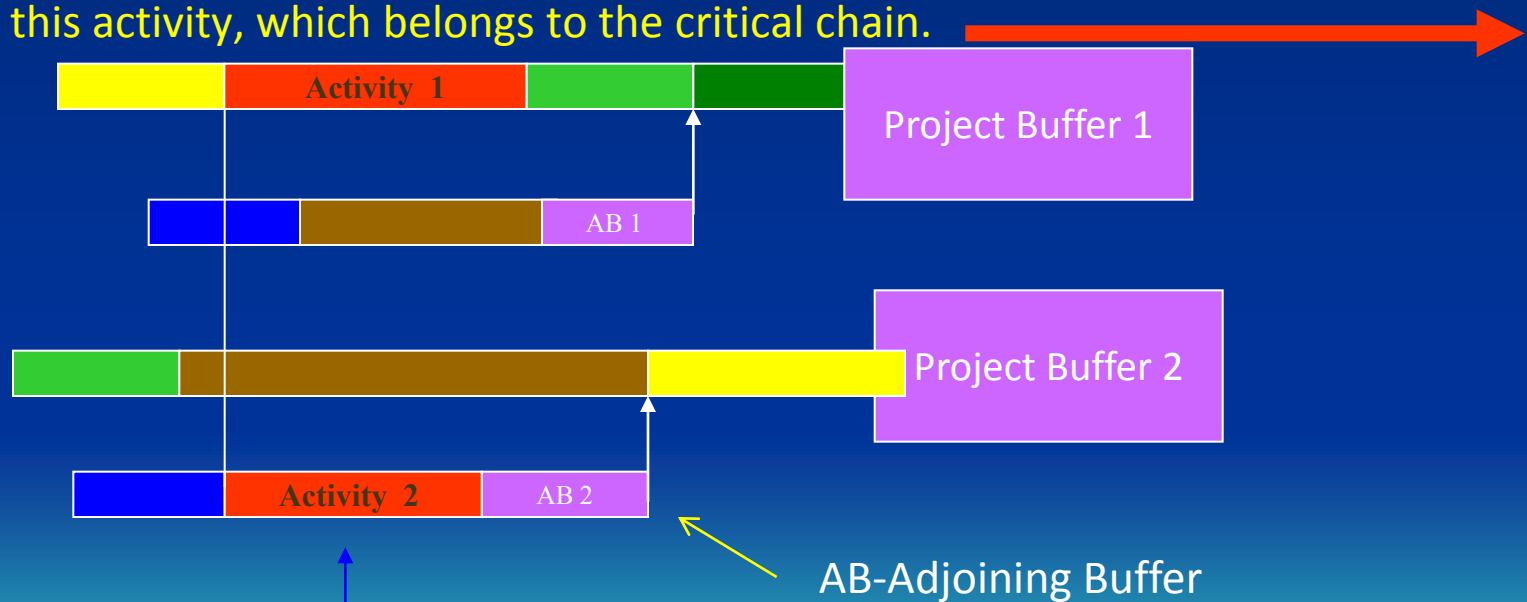 this activity, which belongs to the critical chain.
Activity 1
Project Buffer 1
AB 1
Project Buffer 2
Activity 2
AB 2
AB-Adjoining Buffer